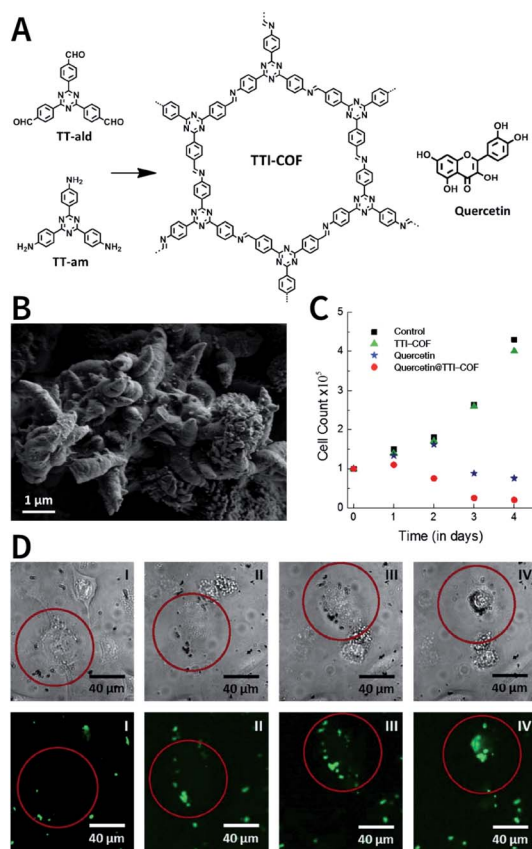 A
CHO
OHC
CHO
TT-ald
NH₂
H₂N
NH₂
TT-am
TTI-COF
OH
OH
HO
OH
OH
O
Quercetin
B
1 μm
C
Control
TTI-COF
Quercetin
Quercetin@TTI-COF
Cell Count x10⁵
5
4
3
2
1
0
0 1 2 3 4
Time (in days)
D
I
II
III
IV
40 μm
40 μm
40 μm
40 μm
I
II
III
IV
40 μm
40 μm
40 μm
40 μm